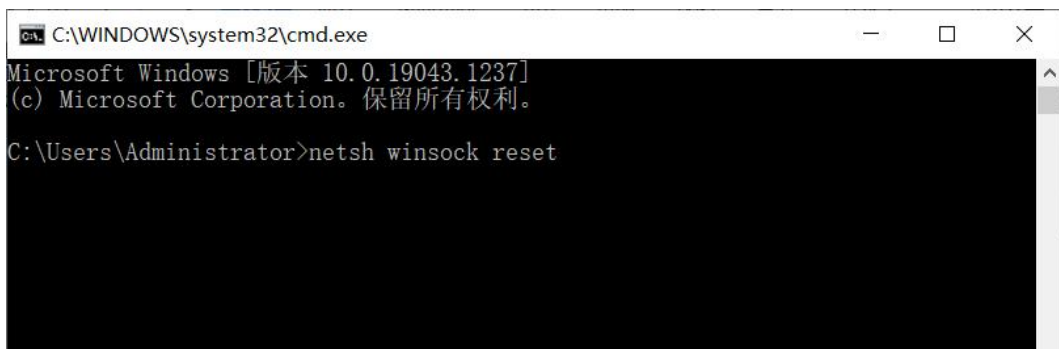 C:\WINDOWS\system32\cmd.exe
Microsoft Windows [版本 10.0.19043.1237]
(c) Microsoft Corporation。保留所有权利。
C:\Users\Administrator>netsh winsock reset